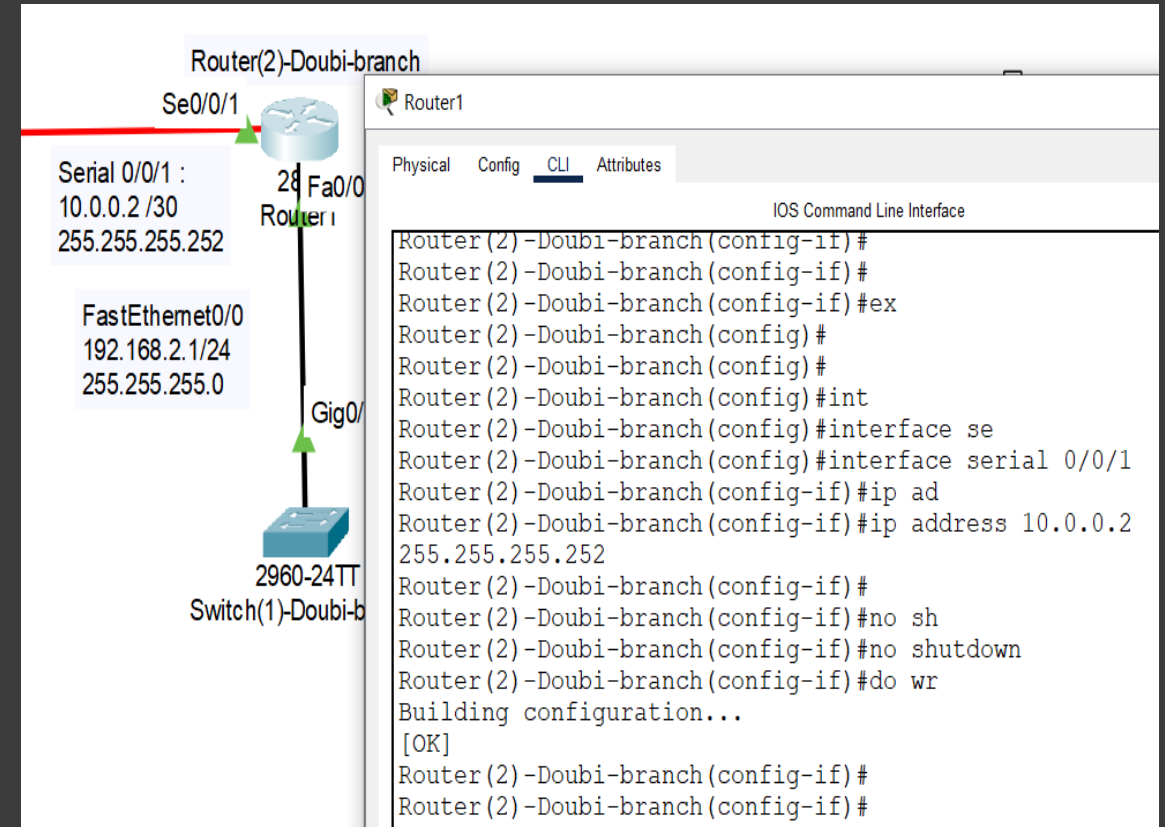 Router(2)-Doubi-branch
Se0/0/1
Serial 0/0/1 :
10.0.0.2 /30
255.255.255.252
28
Fa0/0
Router1
FastEthernet0/0
192.168.2.1/24
255.255.255.0
Gig0/
2960-24TT
Switch(1)-Doubi-b
Router1
Physical Config CLI Attributes
IOS Command Line Interface
Router(2)-Doubi-branch(config-if)#
Router(2)-Doubi-branch(config-if)#
Router(2)-Doubi-branch(config-if)#ex
Router(2)-Doubi-branch(config)#
Router(2)-Doubi-branch(config)#
Router(2)-Doubi-branch(config)#int
Router(2)-Doubi-branch(config)#interface se
Router(2)-Doubi-branch(config)#interface serial 0/0/1
Router(2)-Doubi-branch(config-if)#ip ad
Router(2)-Doubi-branch(config-if)#ip address 10.0.0.2
255.255.255.252
Router(2)-Doubi-branch(config-if)#
Router(2)-Doubi-branch(config-if)#no sh
Router(2)-Doubi-branch(config-if)#no shutdown
Router(2)-Doubi-branch(config-if)#do wr
Building configuration...
[OK]
Router(2)-Doubi-branch(config-if)#
Router(2)-Doubi-branch(config-if)#